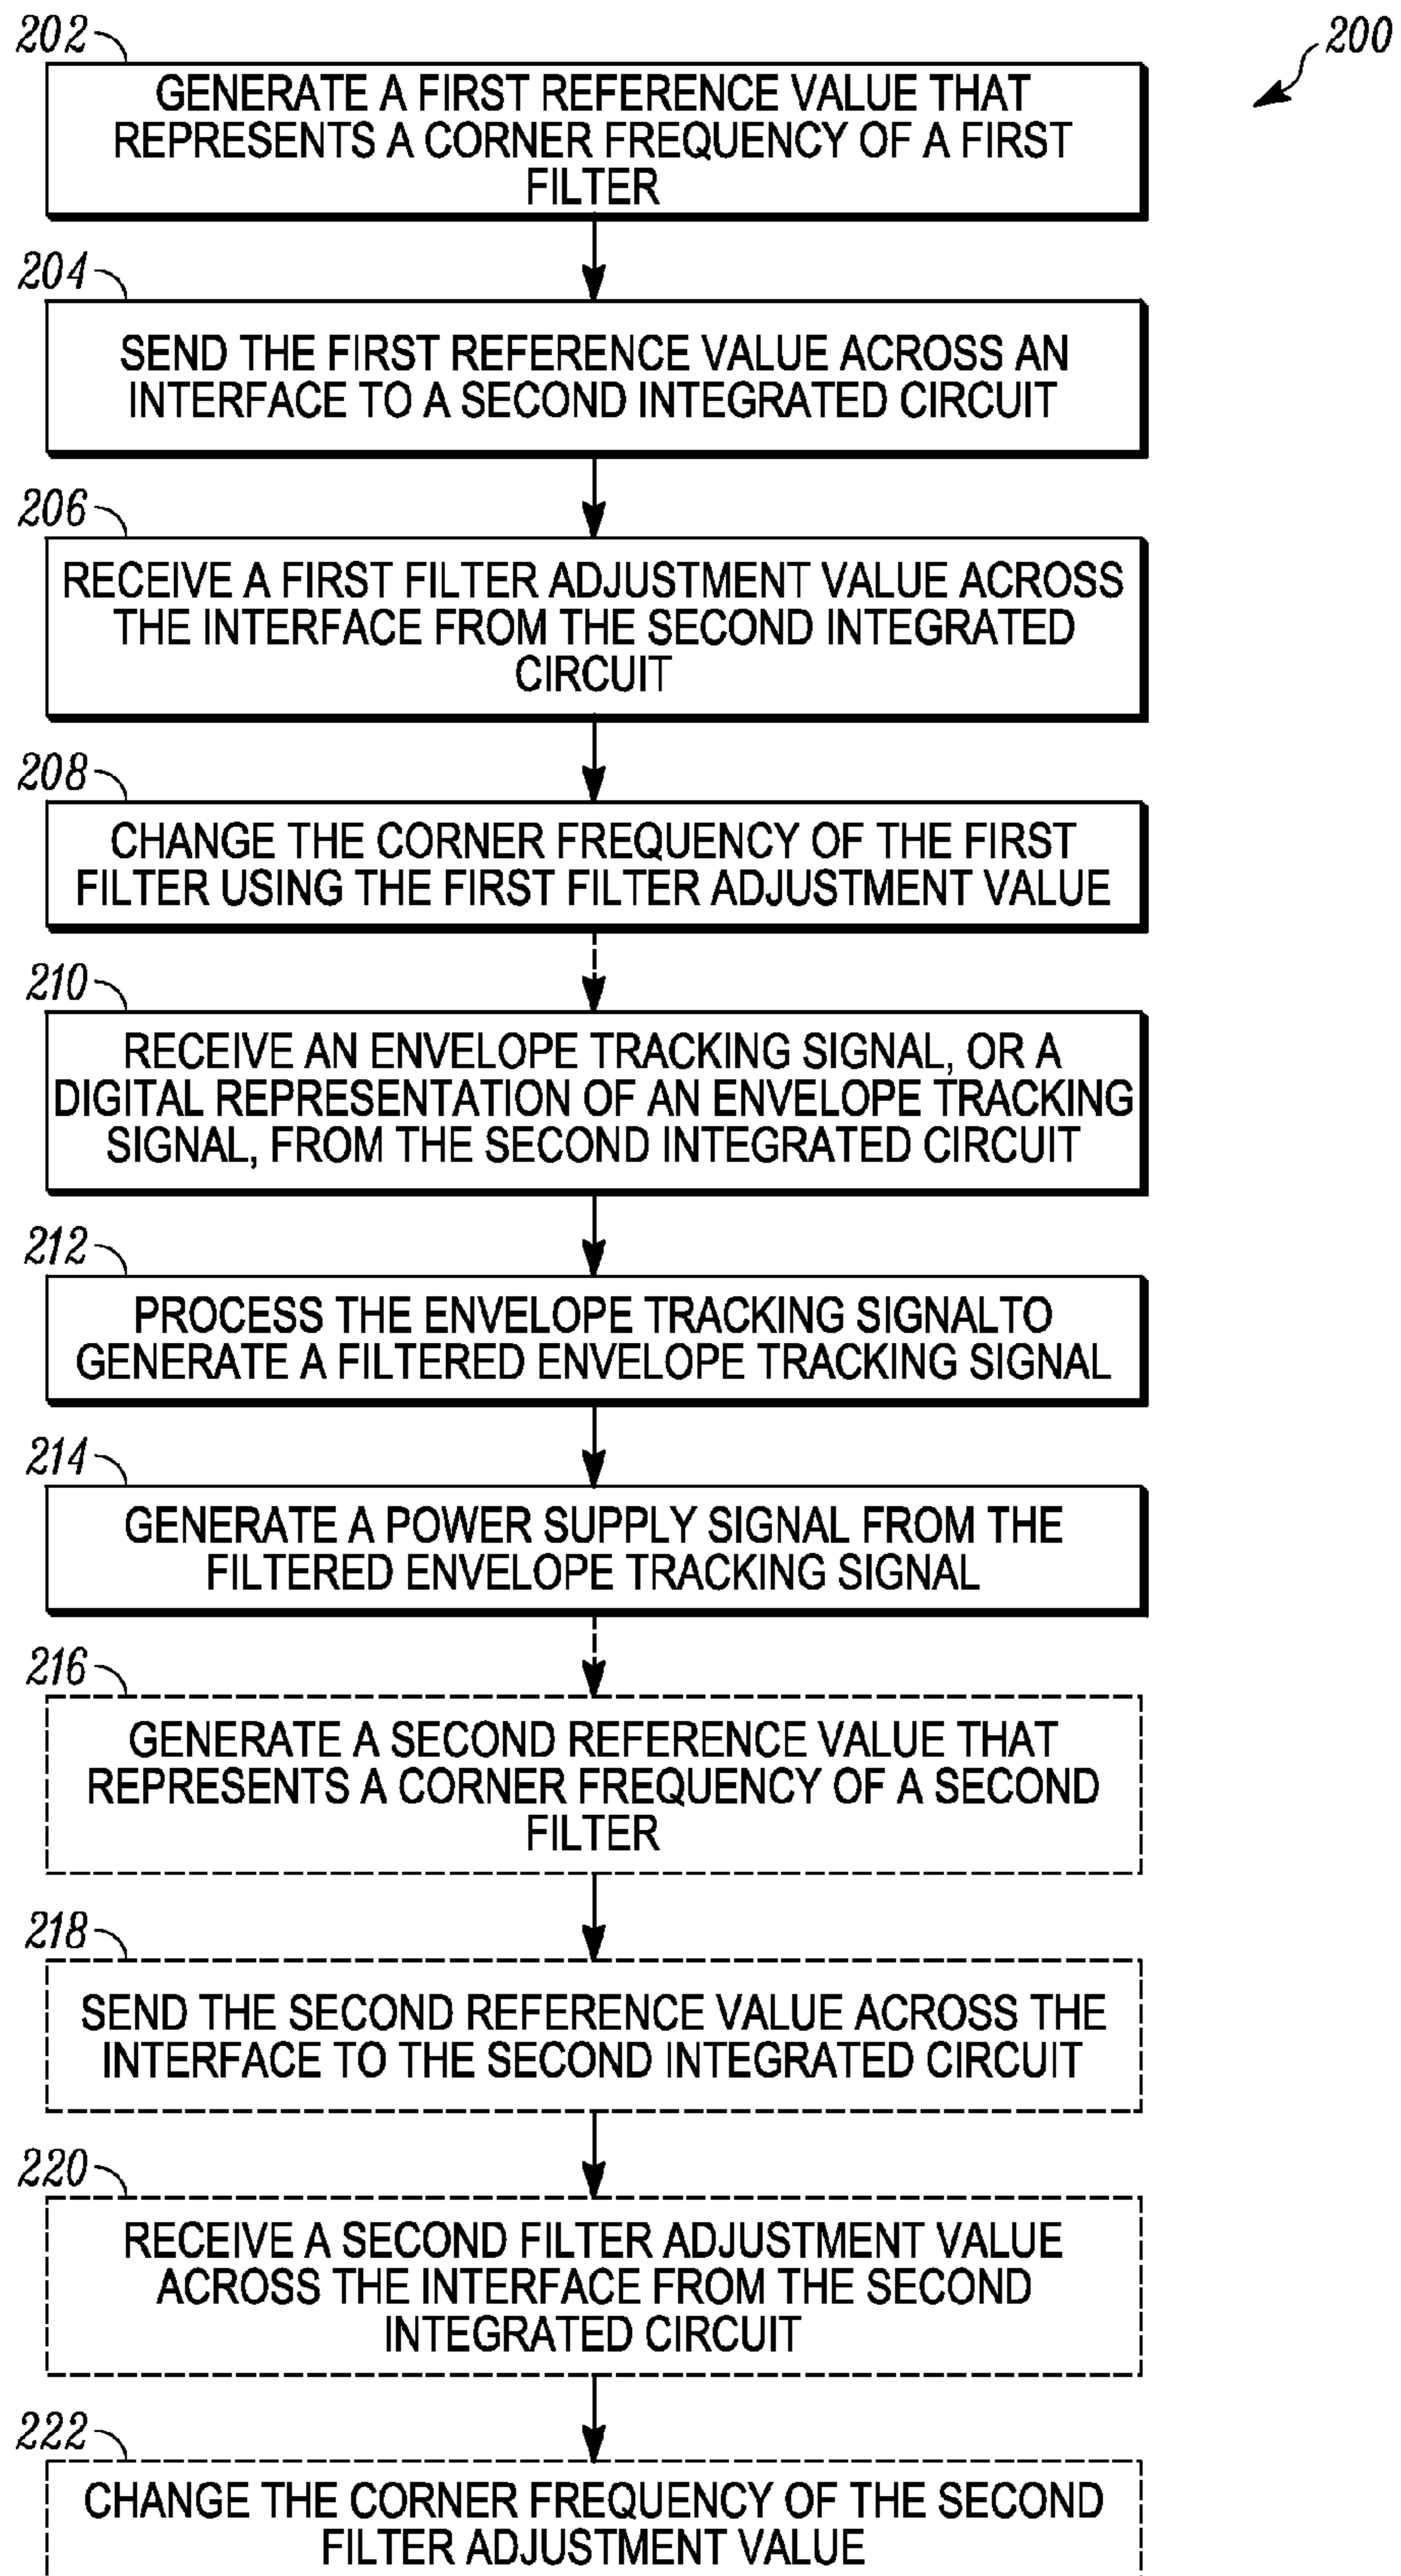 202
200
GENERATE A FIRST REFERENCE VALUE THAT
REPRESENTS A CORNER FREQUENCY OF A FIRST
FILTER
204
SEND THE FIRST REFERENCE VALUE ACROSS AN
INTERFACE TO A SECOND INTEGRATED CIRCUIT
206
RECEIVE A FIRST FILTER ADJUSTMENT VALUE ACROSS
THE INTERFACE FROM THE SECOND INTEGRATED
CIRCUIT
208
CHANGE THE CORNER FREQUENCY OF THE FIRST
FILTER USING THE FIRST FILTER ADJUSTMENT VALUE
210
RECEIVE AN ENVELOPE TRACKING SIGNAL, OR A
DIGITAL REPRESENTATION OF AN ENVELOPE TRACKING
SIGNAL, FROM THE SECOND INTEGRATED CIRCUIT
212
PROCESS THE ENVELOPE TRACKING SIGNALTO
GENERATE A FILTERED ENVELOPE TRACKING SIGNAL
214
GENERATE A POWER SUPPLY SIGNAL FROM THE
FILTERED ENVELOPE TRACKING SIGNAL
216
GENERATE A SECOND REFERENCE VALUE THAT
REPRESENTS A CORNER FREQUENCY OF A SECOND
FILTER
218
SEND THE SECOND REFERENCE VALUE ACROSS THE
INTERFACE TO THE SECOND INTEGRATED CIRCUIT
220
RECEIVE A SECOND FILTER ADJUSTMENT VALUE
ACROSS THE INTERFACE FROM THE SECOND
INTEGRATED CIRCUIT
222
CHANGE THE CORNER FREQUENCY OF THE SECOND
FILTER ADJUSTMENT VALUE